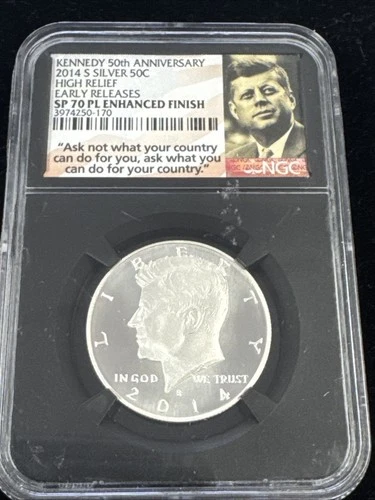 KENNEDY 50th ANNIVERSARY
2014 S SILVER 50C
HIGH RELIEF
EARLY RELEASES
SP 70 PL ENHANCED FINISH
3974250-170
"Ask not what your country
can do for you, ask what you
can do for your country."
NGC
LIBERTY
IN GOD WE TRUST
S
2014